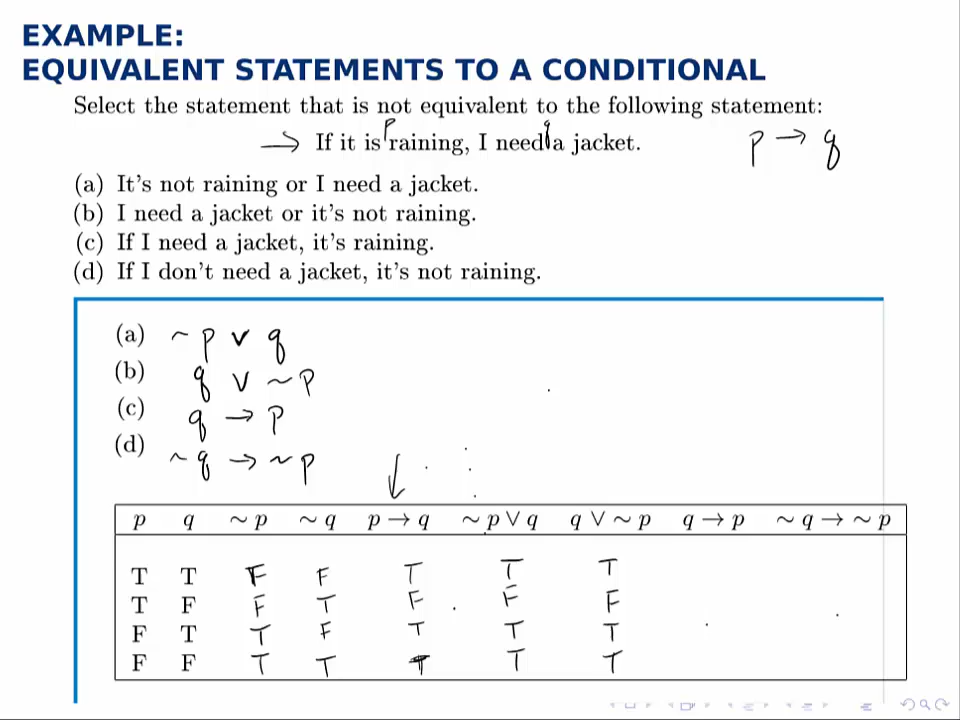 EXAMPLE:
EQUIVALENT STATEMENTS TO A CONDITIONAL
Select the statement that is not equivalent to the following statement:
→ If it is raining, I need a jacket. p → q
p q
(a) It's not raining or I need a jacket.
(b) I need a jacket or it's not raining.
(c) If I need a jacket, it's raining.
(d) If I don't need a jacket, it's not raining.
(a) ~ p ∨ q
(b) q ∨ ~ p
(c) q → p
(d) ~ q → ~ p
p q ~ p ~ q p → q ~ p ∨ q q ∨ ~ p q → p ~ q → ~ p
T T F F T T T
T F F T F F F
F T T F T T T
F F T T T T T